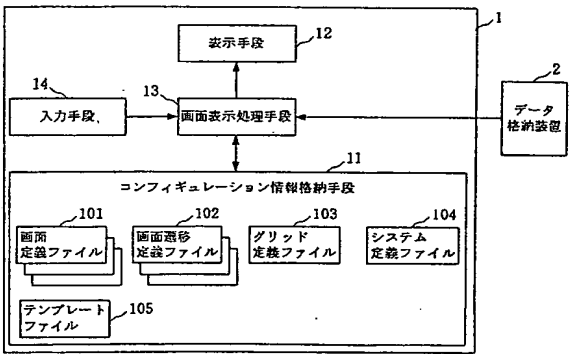 1
12
表示手段
14
13
2
入力手段、
画面表示処理手段
データ
格納装置
11
コンフィギュレーション情報格納手段
101
102
103
104
画面
定義ファイル
画面遷移
定義ファイル
グリッド
定義ファイル
システム
定義ファイル
テンプレート
ファイル
105